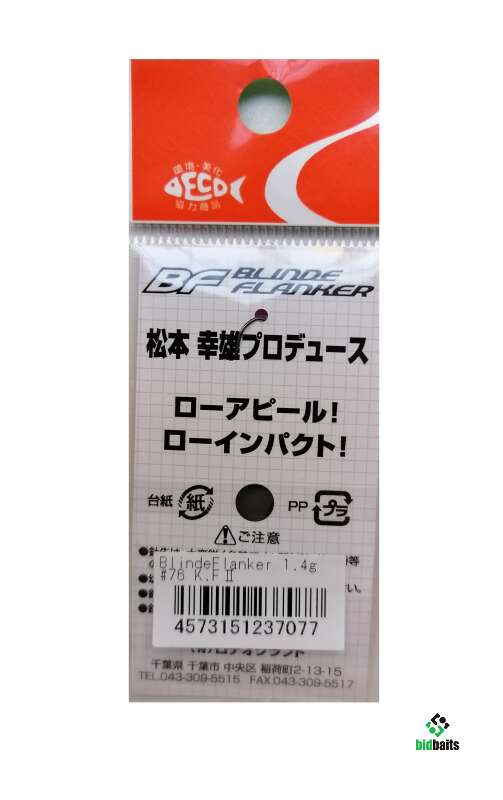 環境・美化
ECO
協力商品
BF BLINDE FLANKER
松本 幸雄プロデュース
ローアピール!
ローインパクト!
台紙 紙 PP プラ
ご注意
BlindeFlanker 1.4g
#76 K.FⅡ
4573151237077
千葉県 千葉市 中央区 稲荷町2-13-15
TEL.043-309-5515 FAX.043-309-5517
bidbaits